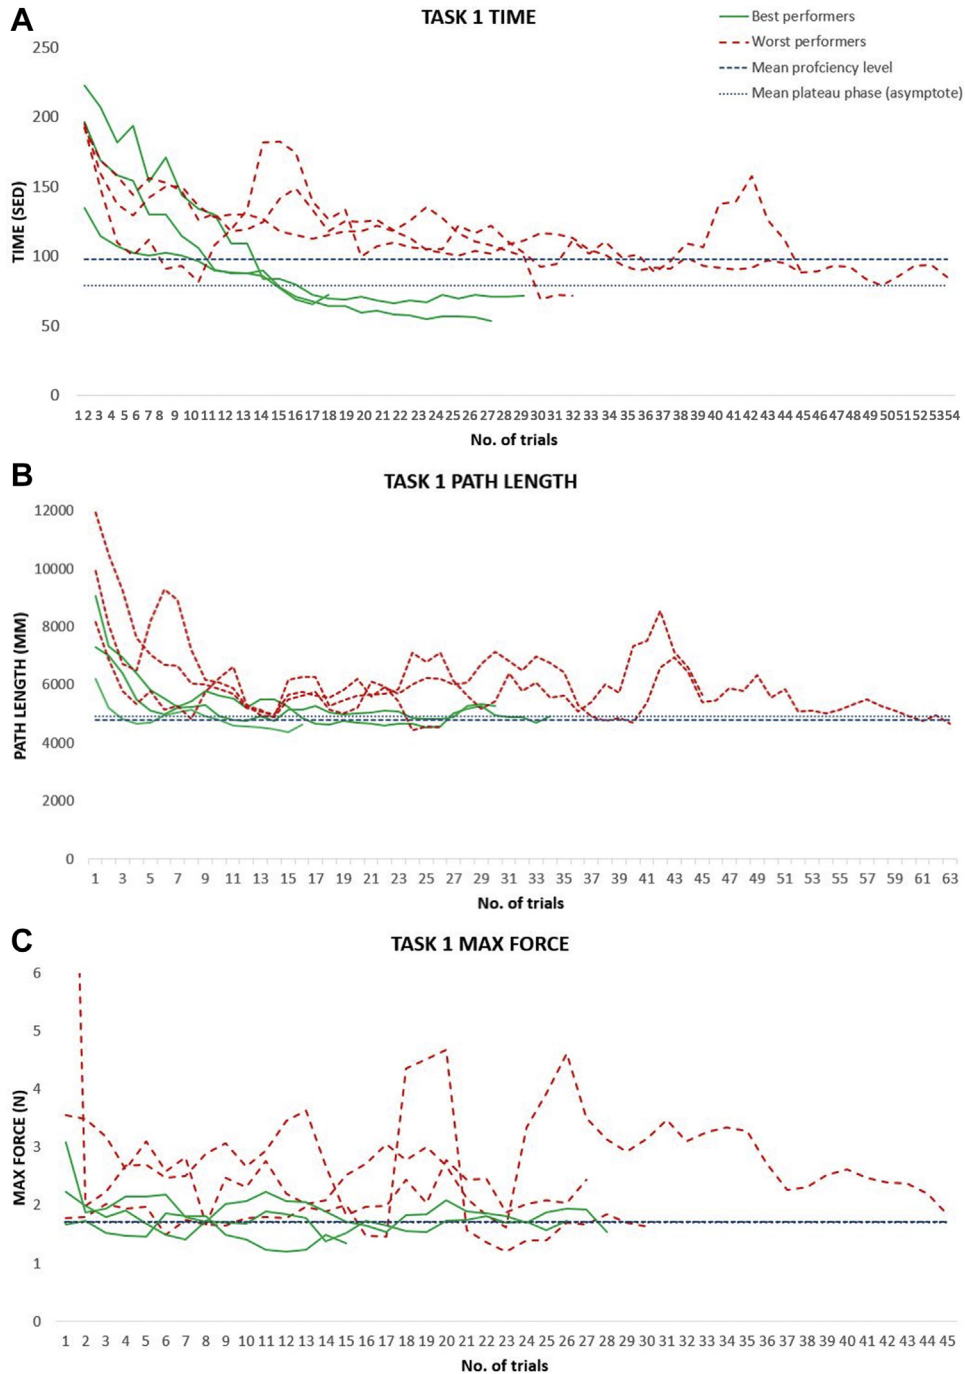 A
TASK 1 TIME
Best performers
Worst performers
Mean profciency level
Mean plateau phase (asymptote)
250
200
150
100
50
0
TIME (SED)
1 2 3 4 5 6 7 8 9 10 11 12 13 14 15 16 17 18 19 20 21 22 24 25 26 27 28 29 30 31 32 33 34 35 36 37 38 39 40 41 42 43 44 45 46 47 48 49 50 51 52 53 54
No. of trials
B
TASK 1 PATH LENGTH
12000
10000
8000
6000
4000
2000
0
PATH LENGTH (MM)
1 3 5 7 9 11 13 15 17 19 21 23 25 27 29 31 33 35 37 39 41 43 45 47 49 51 53 55 57 59 61 63
No. of trials
C
TASK 1 MAX FORCE
6
5
4
3
2
1
0
MAX FORCE (N)
1 2 3 4 5 6 7 8 9 10 11 12 13 14 15 16 17 18 19 20 21 22 23 24 25 26 27 28 29 30 31 32 33 34 35 36 37 38 39 40 41 42 43 44 45
No. of trials